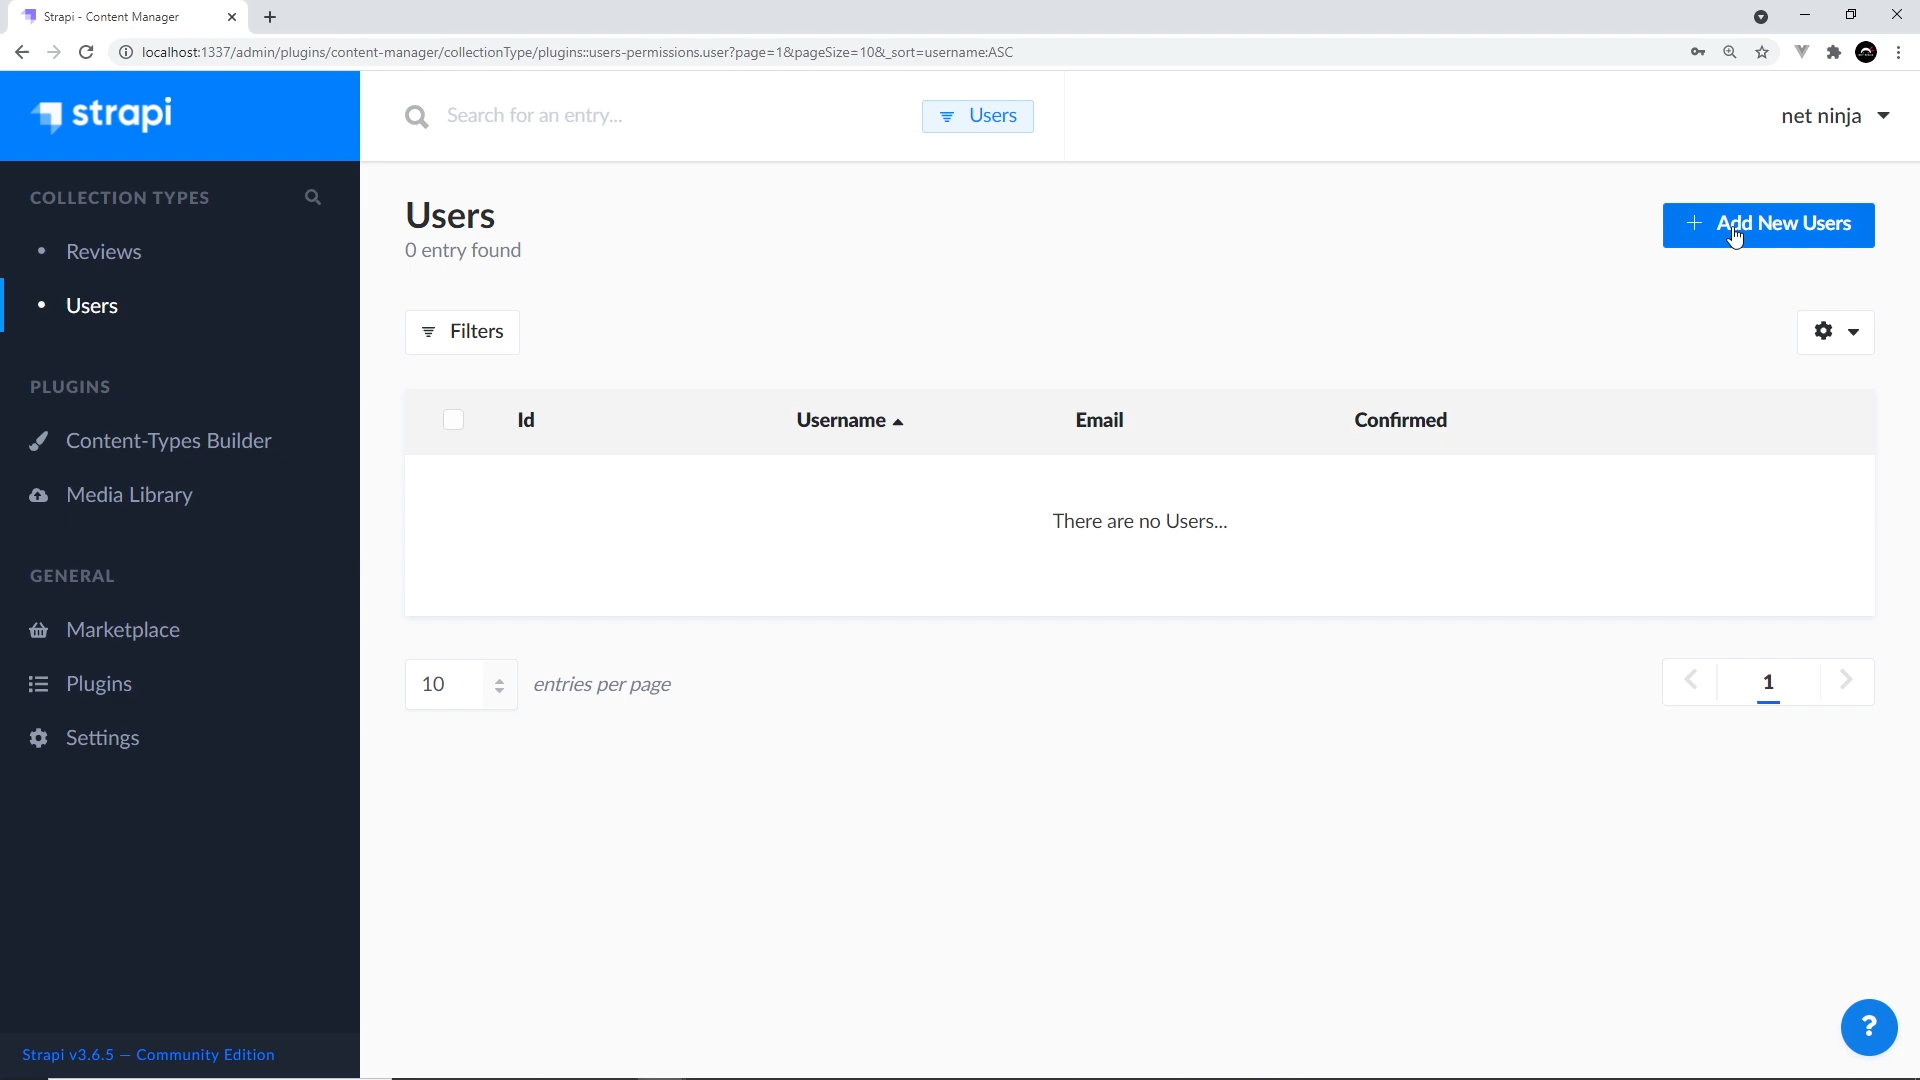 Strapi - Content Manager
localhost:1337/admin/plugins/content-manager/collectionType/plugins::users-permissions.user?page=1&pageSize=10&_sort=username:ASC
strapi
Search for an entry...
Users
net ninja
COLLECTION TYPES
Reviews
Users
PLUGINS
Content-Types Builder
Media Library
GENERAL
Marketplace
Plugins
Settings
Strapi v3.6.5 — Community Edition
Users
0 entry found
Add New Users
Filters
Id Username Email Confirmed
There are no Users...
10 entries per page
1
?